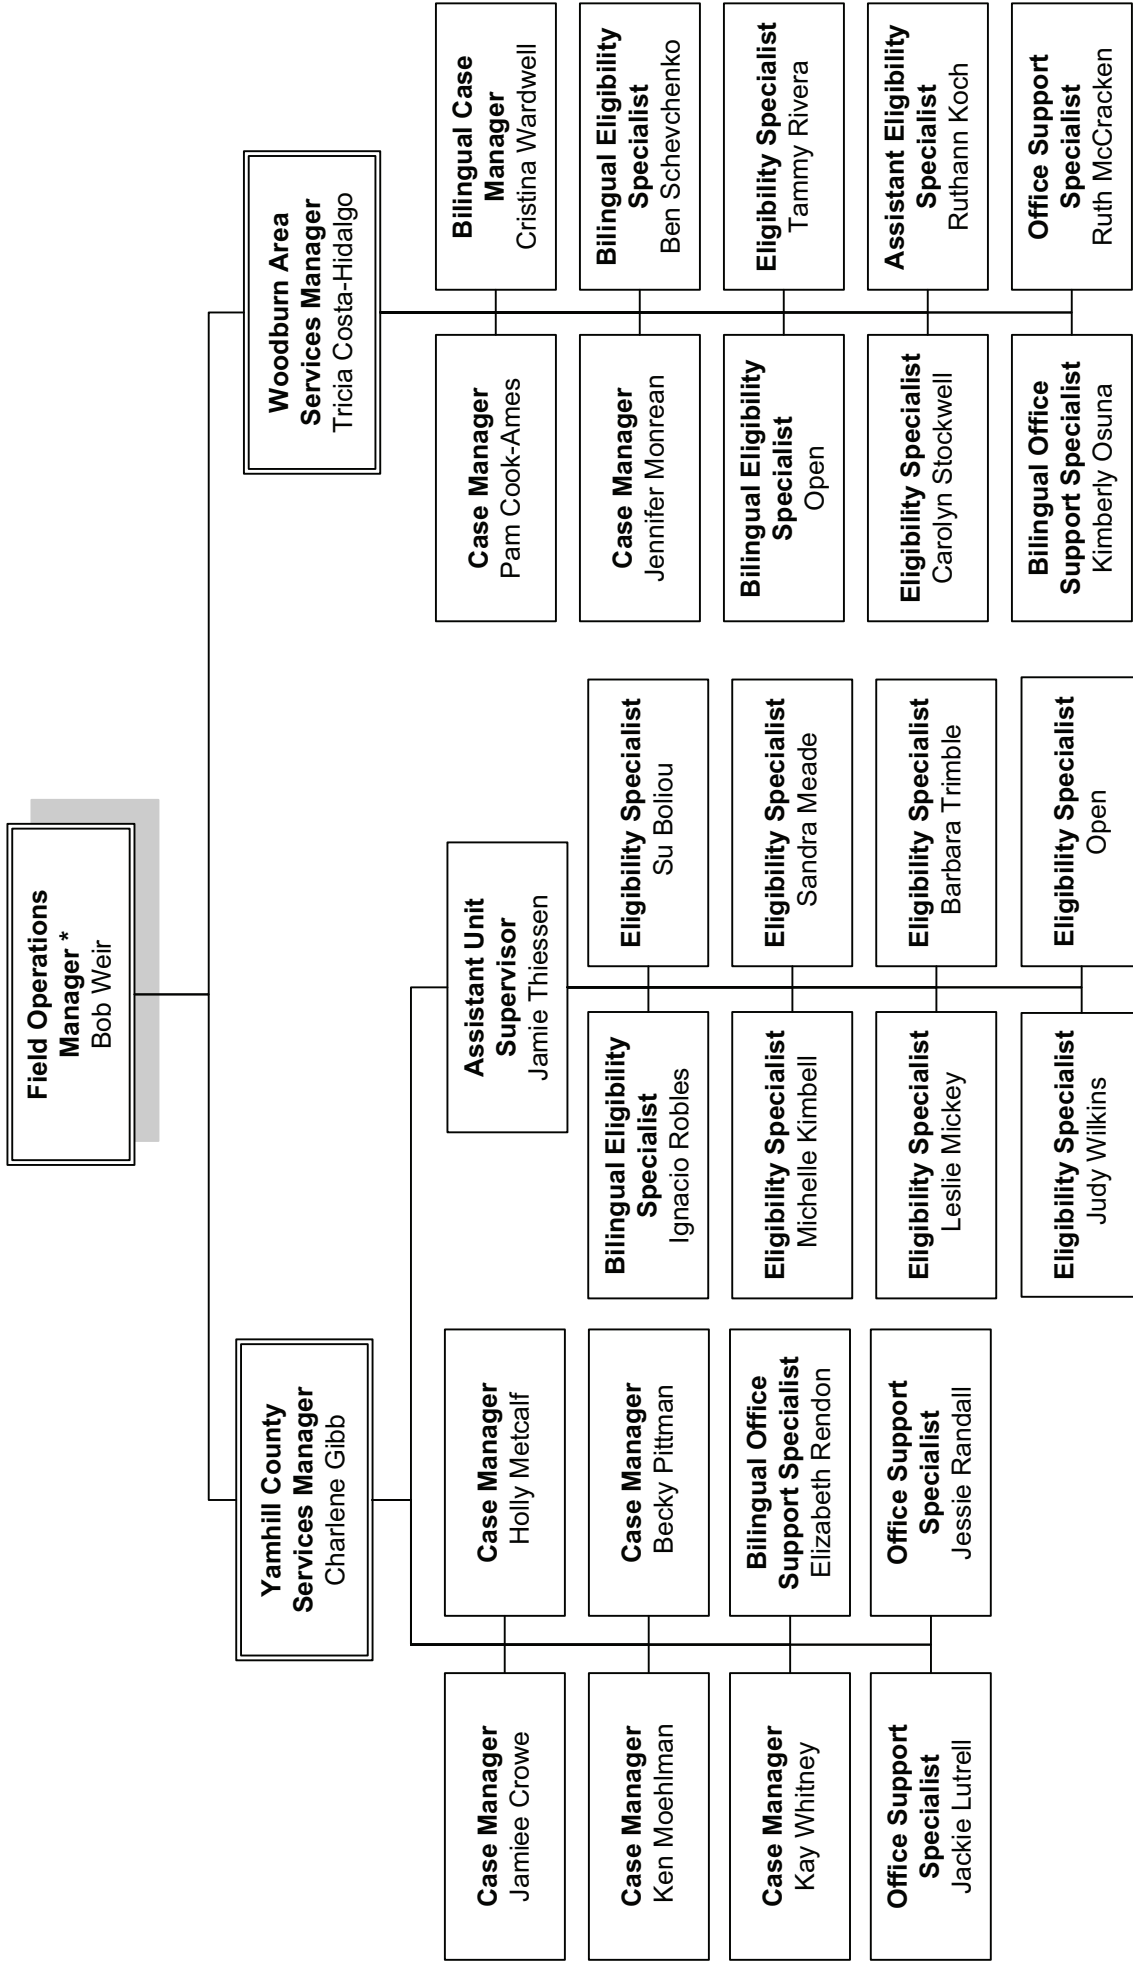 Field Operations
Manager *
Bob Weir
Yamhill County
Services Manager
Charlene Gibb
Woodburn Area
Services Manager
Tricia Costa-Hidalgo
Case Manager
Jamiee Crowe
Case Manager
Holly Metcalf
Case Manager
Ken Moehlman
Case Manager
Becky Pittman
Case Manager
Kay Whitney
Bilingual Office
Support Specialist
Elizabeth Rendon
Office Support
Specialist
Jackie Lutrell
Office Support
Specialist
Jessie Randall
Assistant Unit
Supervisor
Jamie Thiessen
Bilingual Eligibility
Specialist
Ignacio Robles
Eligibility Specialist
Su Boliou
Eligibility Specialist
Michelle Kimbell
Eligibility Specialist
Sandra Meade
Eligibility Specialist
Leslie Mickey
Eligibility Specialist
Barbara Trimble
Eligibility Specialist
Judy Wilkins
Eligibility Specialist
Open
Case Manager
Pam Cook-Ames
Bilingual Case
Manager
Cristina Wardwell
Case Manager
Jennifer Monrean
Bilingual Eligibility
Specialist
Ben Schevchenko
Bilingual Eligibility
Specialist
Open
Eligibility Specialist
Tammy Rivera
Eligibility Specialist
Carolyn Stockwell
Assistant Eligibility
Specialist
Ruthann Koch
Bilingual Office
Support Specialist
Kimberly Osuna
Office Support
Specialist
Ruth McCracken